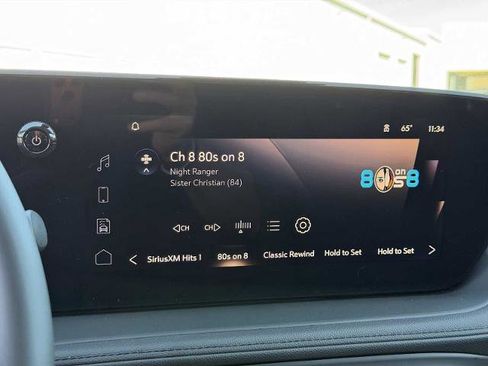 65° 11:34
Ch 8 80s on 8
Night Ranger
Sister Christian (84)
80s on 8
CH CH
SiriusXM Hits 1 80s on 8 Classic Rewind Hold to Set Hold to Set